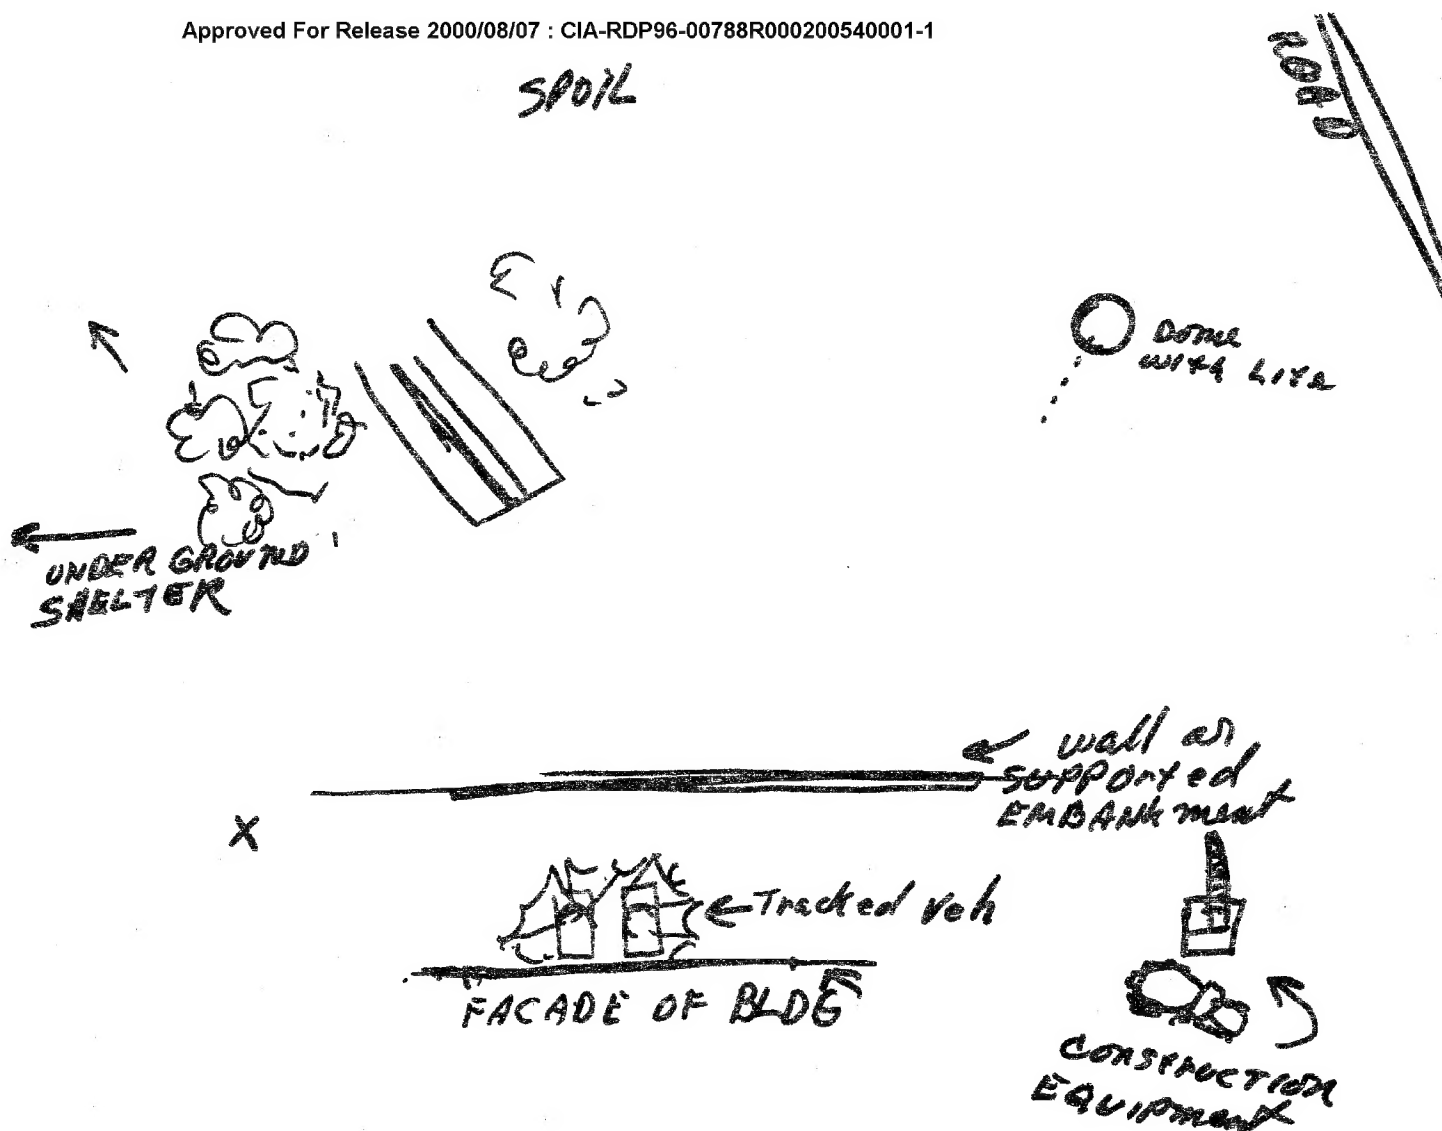 Approved For Release 2000/08/07 : CIA-RDP96-00788R000200540001-1
SPOIL
ROAD
DOME
WITH LITE
UNDER GROUND
SHELTER
wall or
SUPPORTED
EMBANKment
X
Tracked Veh
FACADE OF BLDG
CONSTRUCTION
EQUIPment